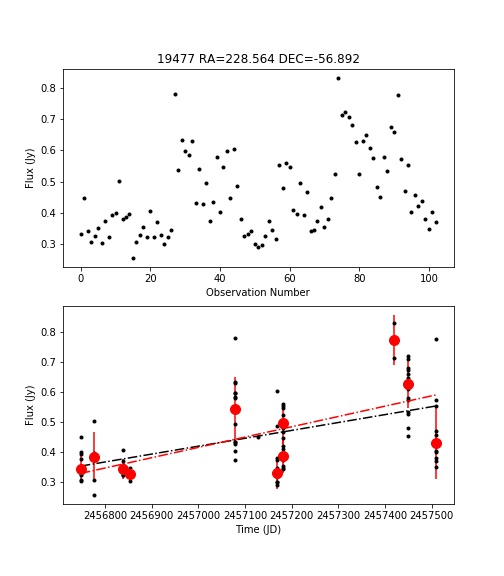 19477 RA=228.564 DEC=-56.892
Flux (Jy)
0.8
0.7
0.6
0.5
0.4
0.3
0 20 40 60 80 100
Observation Number
Flux (Jy)
0.8
0.7
0.6
0.5
0.4
0.3
2456800 2456900 2457000 2457100 2457200 2457300 2457400 2457500
Time (JD)